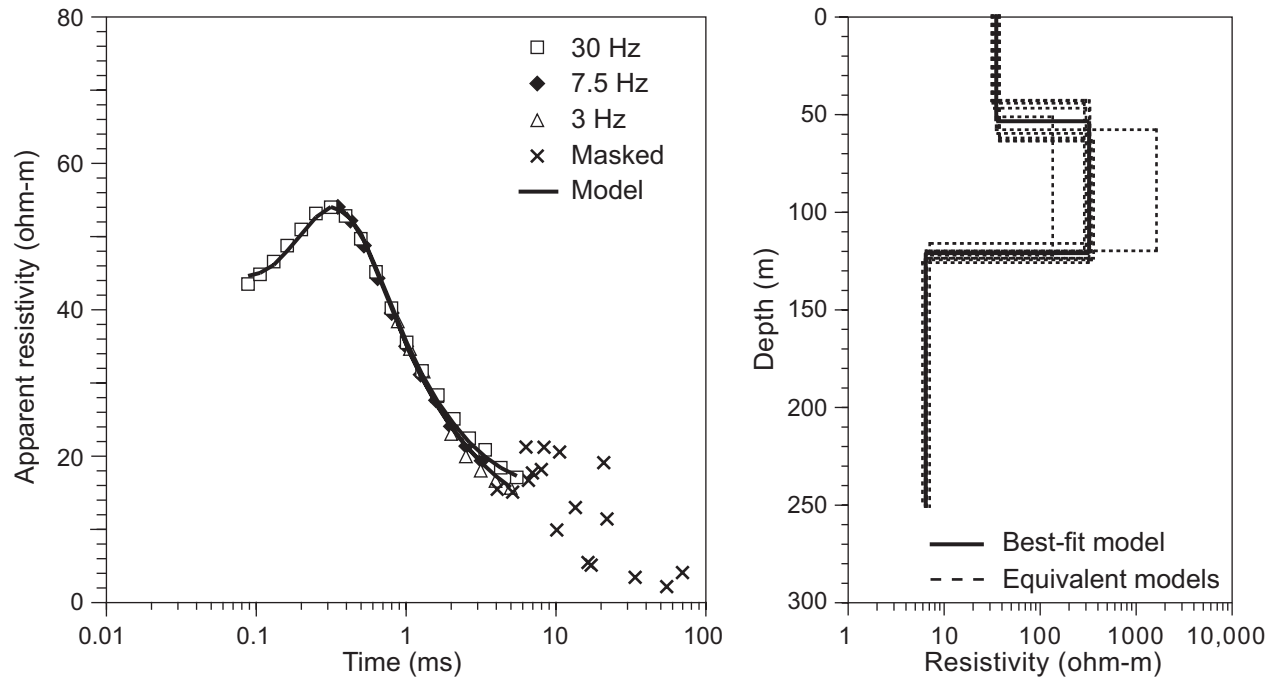 80
60
40
20
0
Apparent resistivity (ohm-m)
30 Hz
7.5 Hz
3 Hz
Masked
Model
0.01
0.1
1
10
100
Time (ms)
0
50
100
150
200
250
300
Depth (m)
Best-fit model
Equivalent models
1
10
100
1000
10,000
Resistivity (ohm-m)